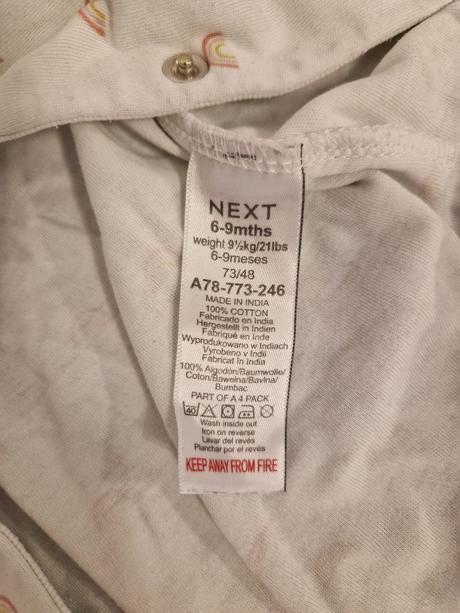 NEXT
6-9mths
weight 9½kg/21lbs
6-9meses
73/48
A78-773-246
MADE IN INDIA
100% COTTON
Fabricado en India
Hergestellt in Indien
Fabriqué en Inde
Wyprodukowano w Indiach
Vyrobeno v Indii
Fabricat în India
100% Algodón/Baumwolle/
Coton/Bawełna/Bavlna/
Bumbac
PART OF A 4 PACK
40
Wash inside out
Iron on reverse
Lavar del revés
Planchar por el revés
KEEP AWAY FROM FIRE